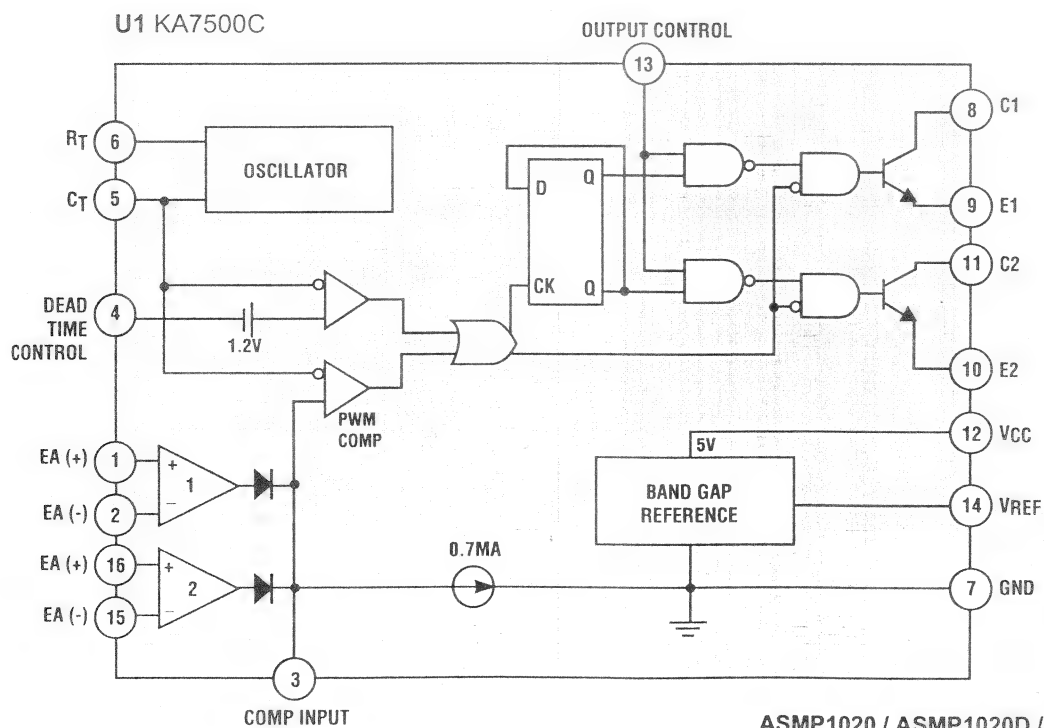 U1 KA7500C
OUTPUT CONTROL
13
8 C1
RT 6
OSCILLATOR
CT 5
D Q
9 E1
11 C2
CK Q
DEAD
TIME
CONTROL
4
1.2V
10 E2
PWM
COMP
12 VCC
5V
EA (+) 1
+
1
−
EA (-) 2
BAND GAP
REFERENCE
14 VREF
EA (+) 16
+
2
−
EA (-) 15
0.7MA
7 GND
3
COMP INPUT
ASMP1020 / ASMP1020D /